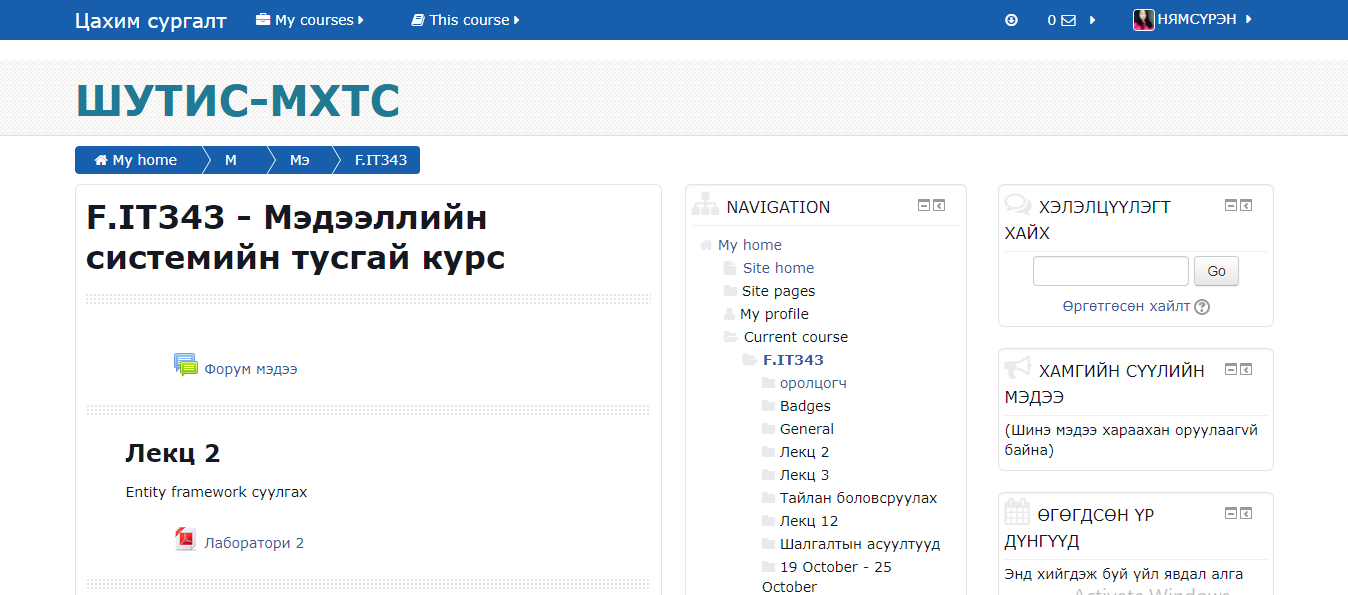 Цахим сургалт My courses This course 0 НЯМСҮРЭН
ШУТИС-МХТС
My home М Мэ F.IT343
F.IT343 - Мэдээллийн
системийн тусгай курс
Форум мэдээ
Лекц 2
Entity framework суулгах
Лаборатори 2
NAVIGATION
My home
Site home
Site pages
My profile
Current course
F.IT343
оролцогч
Badges
General
Лекц 2
Лекц 3
Тайлан боловсруулах
Лекц 12
Шалгалтын асуултууд
19 October - 25
October
ХЭЛЭЛЦҮҮЛЭГТ
ХАЙХ
Go
Өргөтгөсөн хайлт
ХАМГИЙН СҮҮЛИЙН
МЭДЭЭ
(Шинэ мэдээ хараахан оруулаагүй
байна)
ӨГӨГДСӨН ҮР
ДҮНГҮҮД
Энд хийгдэж буй үйл явдал алга
Activate Windows